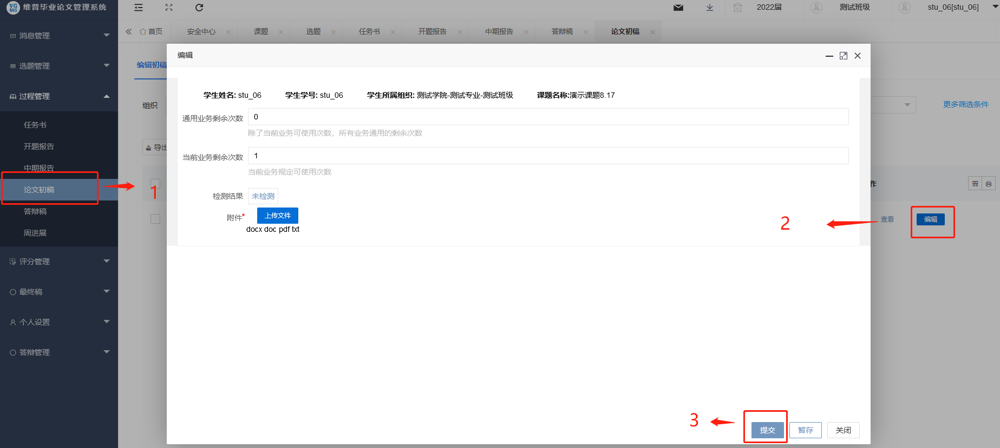 VG MS 维普毕业论文管理系统
2022届 测试班级 stu_06[stu_06]
首页 安全中心 课题 选题 任务书 开题报告 中期报告 答辩稿 论文初稿
消息管理
选题管理
过程管理
任务书
开题报告
中期报告
论文初稿
答辩稿
周进展
评分管理
最终稿
个人设置
答辩管理
编辑初稿
组织
更多筛选条件
导出
作
1
查看 编辑
2
编辑
学生姓名: stu_06 学生学号: stu_06 学生所属组织: 测试学院-测试专业-测试班级 课题名称:演示课题8.17
通用业务剩余次数 0
除了当前业务可使用次数，所有业务通用的剩余次数
当前业务剩余次数 1
当前业务规定可使用次数
检测结果 未检测
附件* 上传文件
docx doc pdf txt
3
提交 暂存 关闭